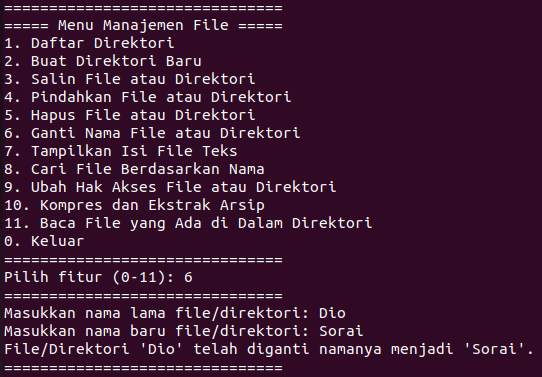 ===============================
===== Menu Manajemen File =====
1. Daftar Direktori
2. Buat Direktori Baru
3. Salin File atau Direktori
4. Pindahkan File atau Direktori
5. Hapus File atau Direktori
6. Ganti Nama File atau Direktori
7. Tampilkan Isi File Teks
8. Cari File Berdasarkan Nama
9. Ubah Hak Akses File atau Direktori
10. Kompres dan Ekstrak Arsip
11. Baca File yang Ada di Dalam Direktori
0. Keluar
===============================
Pilih fitur (0-11): 6
===============================
Masukkan nama lama file/direktori: Dio
Masukkan nama baru file/direktori: Sorai
File/Direktori 'Dio' telah diganti namanya menjadi 'Sorai'.
===============================